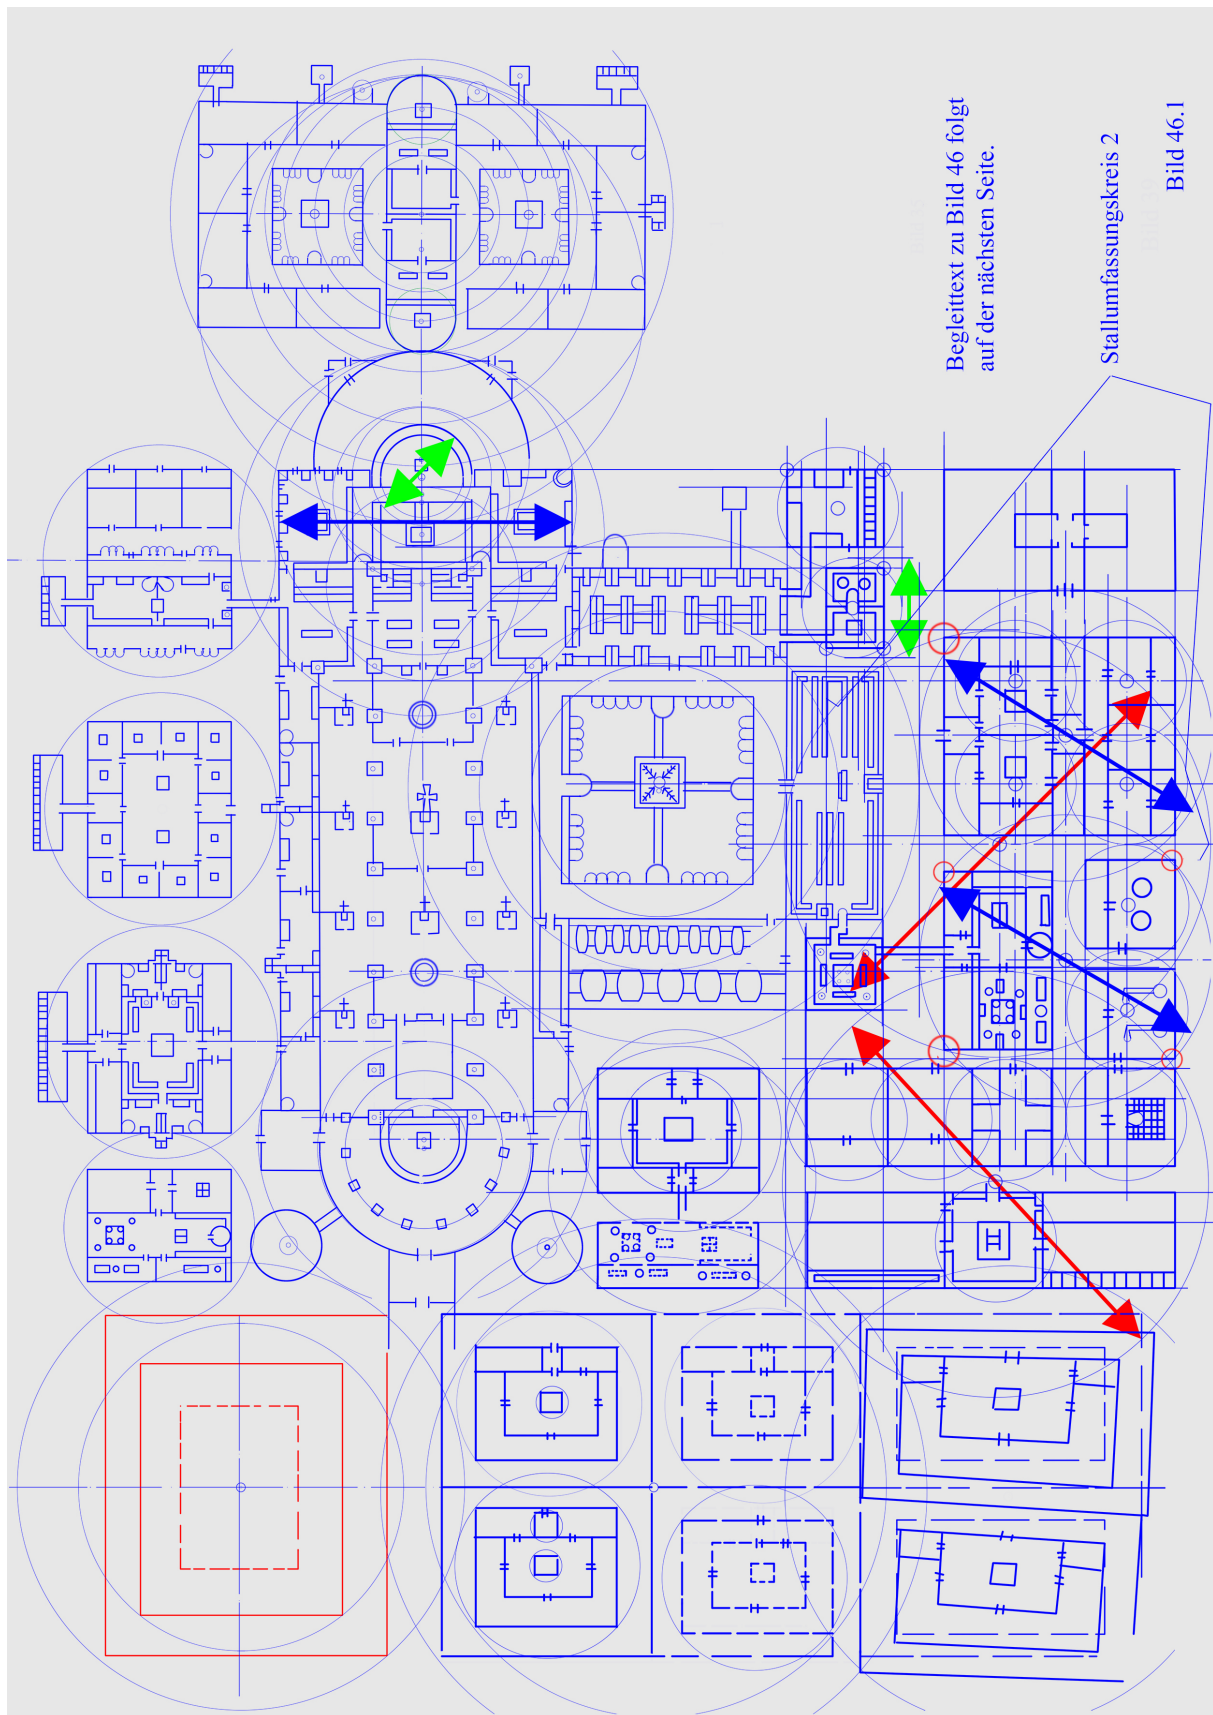 Begleittext zu Bild 46 folgt
auf der nächsten Seite.
Stallumfassungskreis 2
Bild 46.1